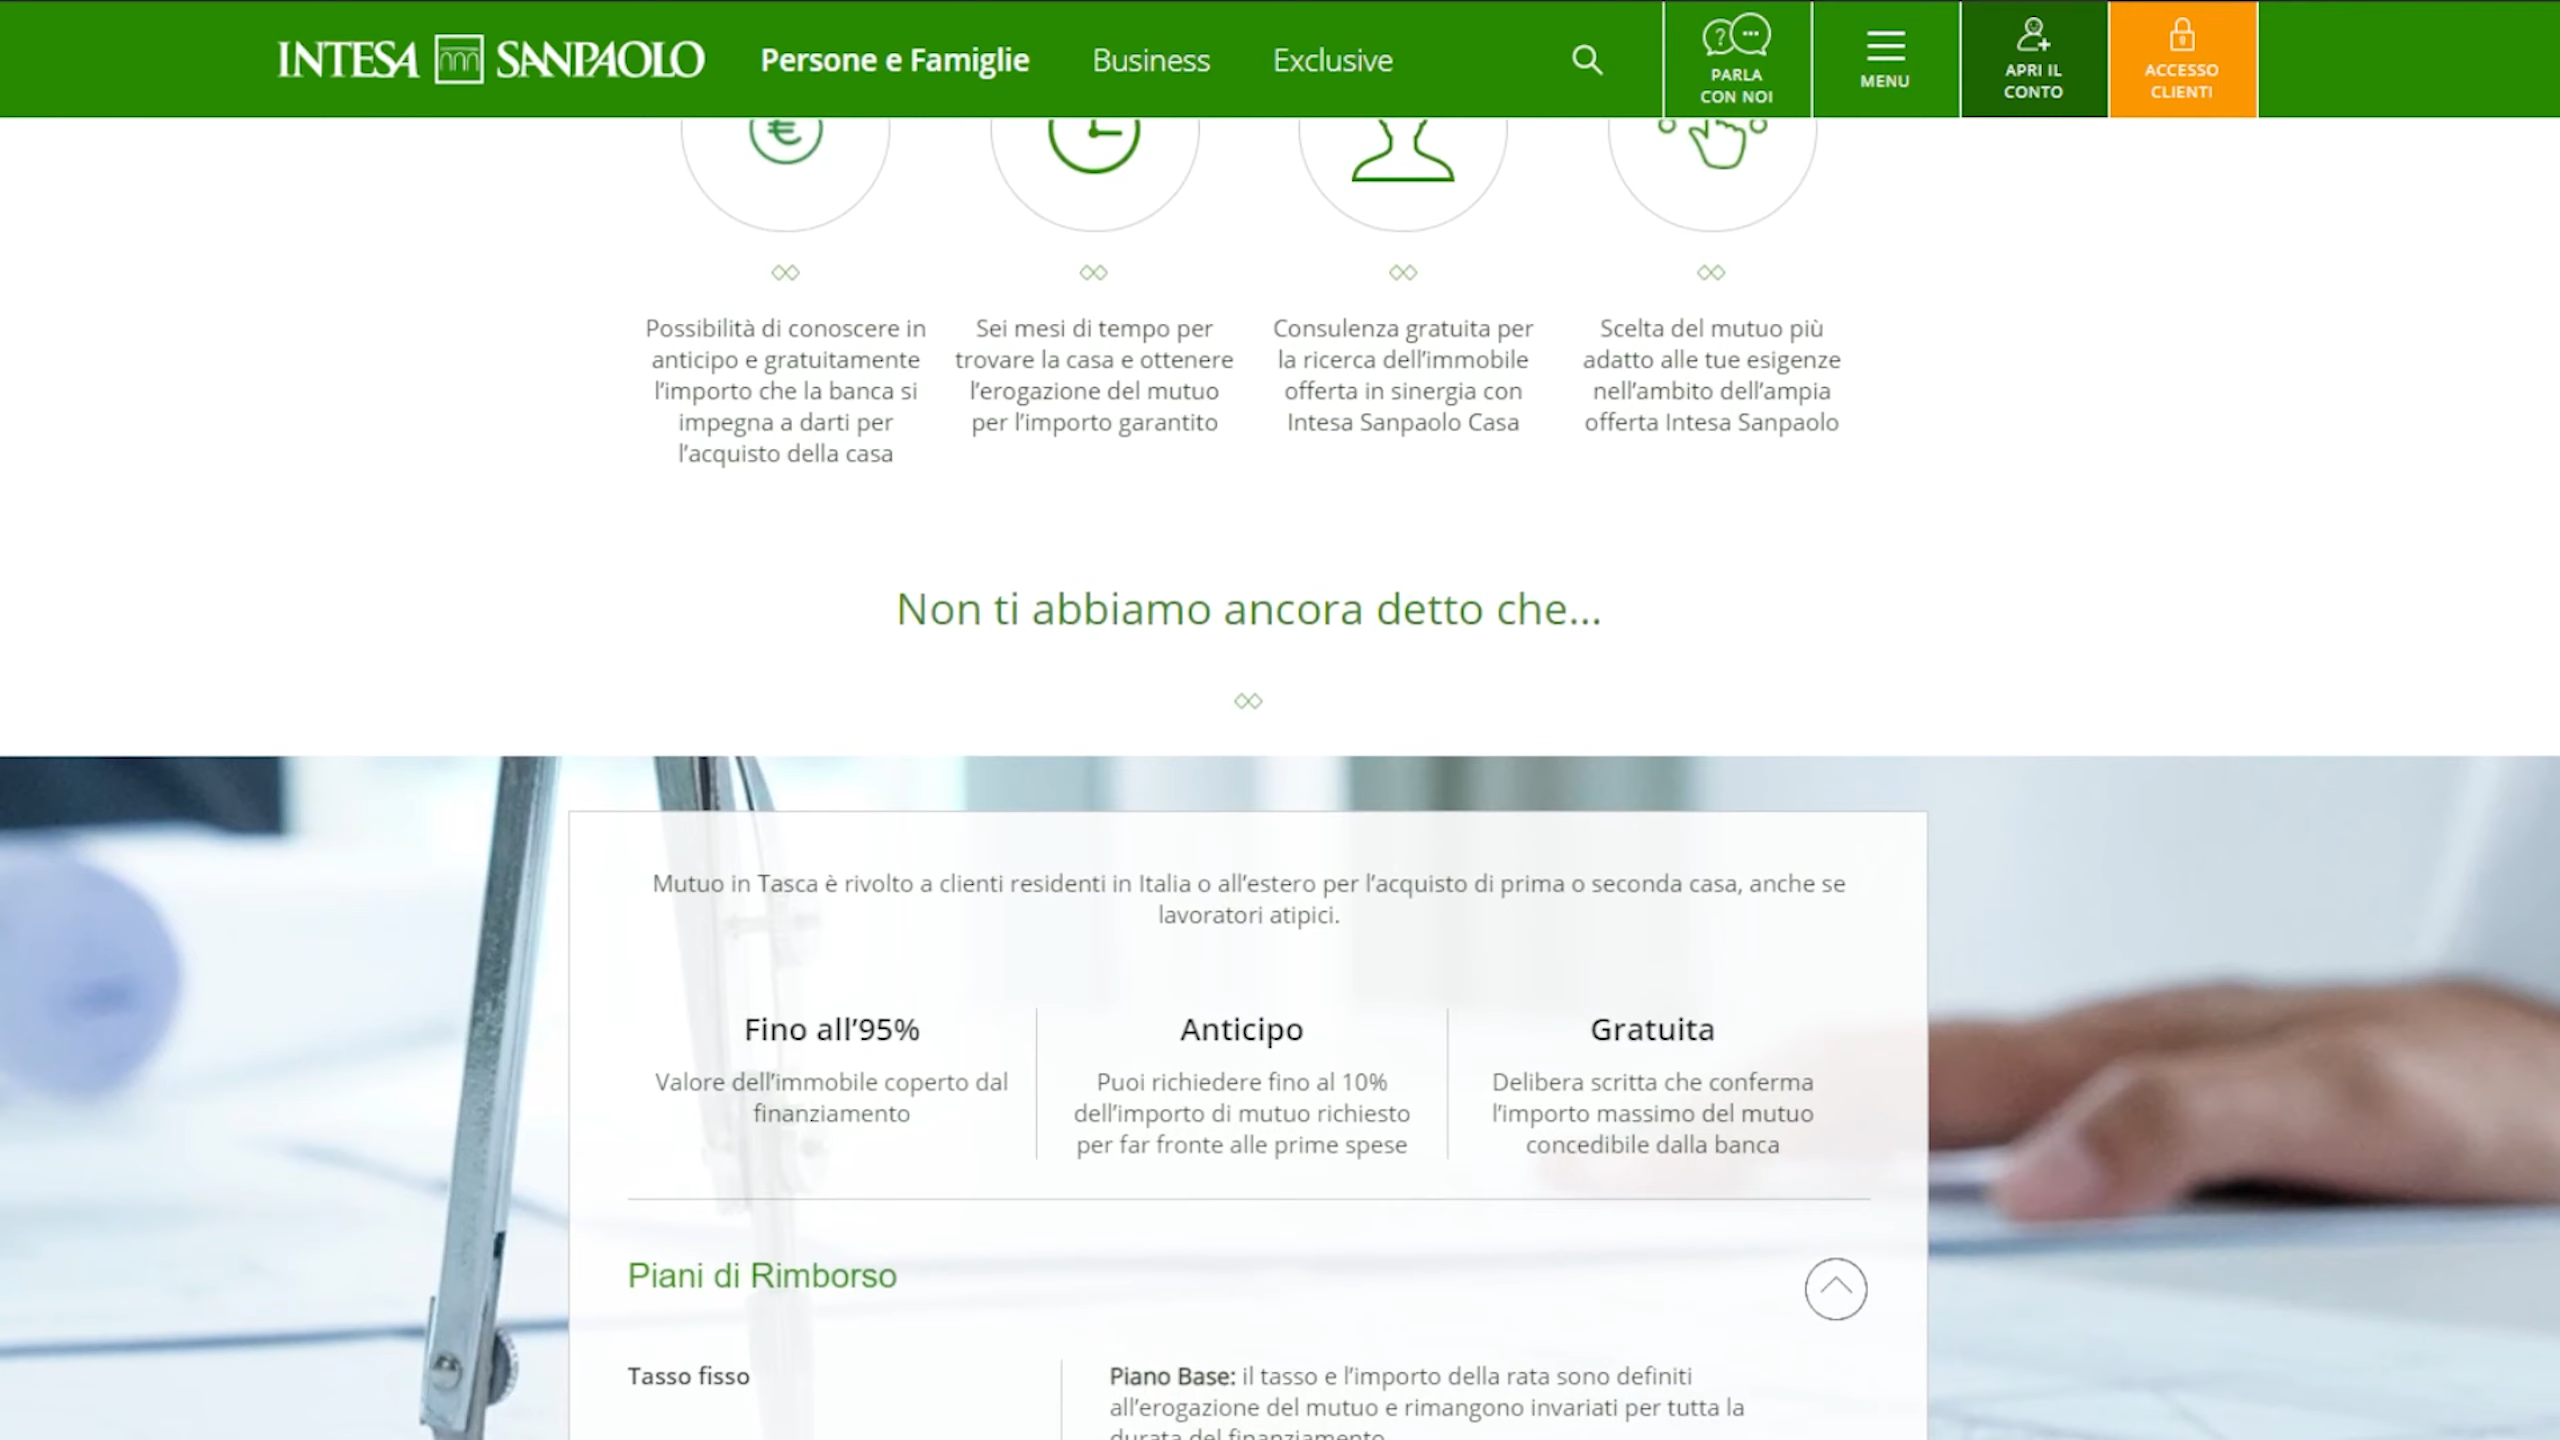 INTESA SANPAOLO
Persone e Famiglie
Business
Exclusive
PARLA
CON NOI
MENU
APRI IL
CONTO
ACCESSO
CLIENTI
Possibilità di conoscere in
anticipo e gratuitamente
l'importo che la banca si
impegna a darti per
l'acquisto della casa
Sei mesi di tempo per
trovare la casa e ottenere
l'erogazione del mutuo
per l'importo garantito
Consulenza gratuita per
la ricerca dell'immobile
offerta in sinergia con
Intesa Sanpaolo Casa
Scelta del mutuo più
adatto alle tue esigenze
nell'ambito dell'ampia
offerta Intesa Sanpaolo
Non ti abbiamo ancora detto che...
Mutuo in Tasca è rivolto a clienti residenti in Italia o all'estero per l'acquisto di prima o seconda casa, anche se
lavoratori atipici.
Fino all'95%
Valore dell'immobile coperto dal
finanziamento
Anticipo
Puoi richiedere fino al 10%
dell'importo di mutuo richiesto
per far fronte alle prime spese
Gratuita
Delibera scritta che conferma
l'importo massimo del mutuo
concedibile dalla banca
Piani di Rimborso
Tasso fisso
Piano Base: il tasso e l'importo della rata sono definiti
all'erogazione del mutuo e rimangono invariati per tutta la
durata del finanziamento